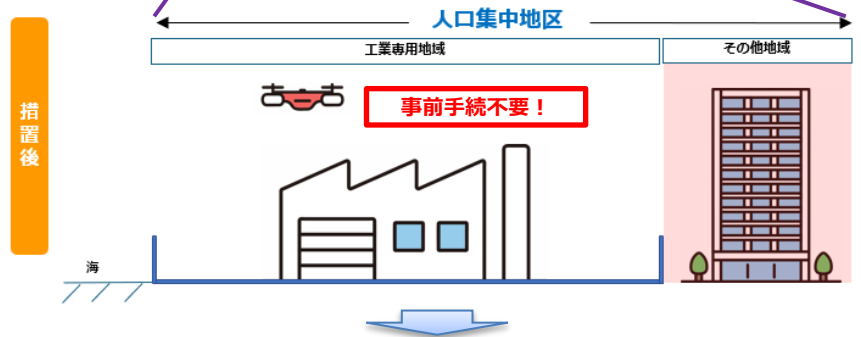 人口集中地区
工業専用地域
その他地域
事前手続不要！
措置後
海